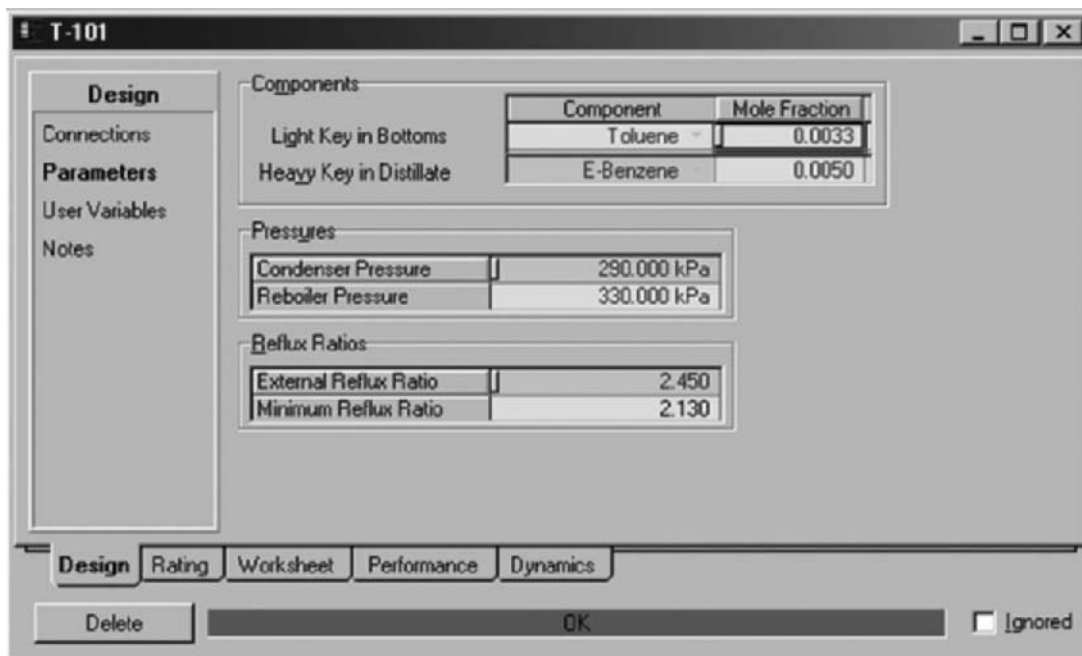 T-101
Design
Connections
Parameters
User Variables
Notes
Components
Component Mole Fraction
Light Key in Bottoms Toluene 0.0033
Heavy Key in Distillate E-Benzene 0.0050
Pressures
Condenser Pressure 290.000 kPa
Reboiler Pressure 330.000 kPa
Reflux Ratios
External Reflux Ratio 2.450
Minimum Reflux Ratio 2.130
Design Rating Worksheet Performance Dynamics
Delete OK Ignored